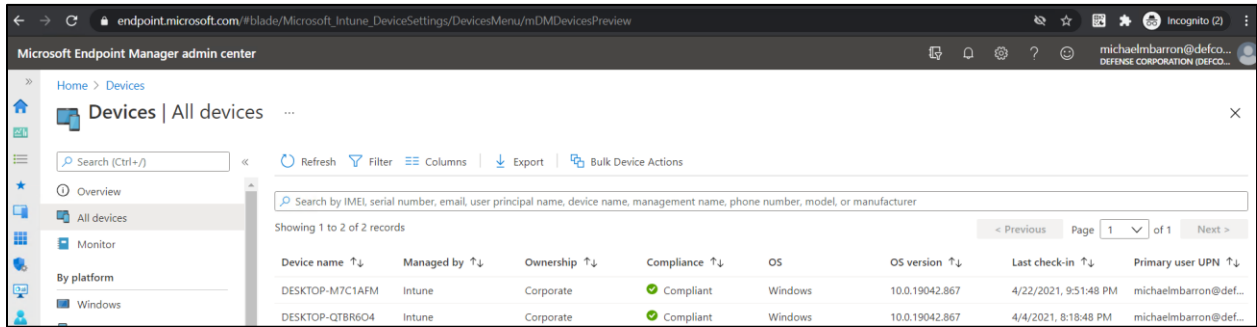 endpoint.microsoft.com/#blade/Microsoft_Intune_DeviceSettings/DevicesMenu/mDMDevicesPreview Incognito (2)
Microsoft Endpoint Manager admin center michaelmbarron@defco...
DEFENSE CORPORATION (DEFCO...
Home > Devices
Devices | All devices ...
Search (Ctrl+/) « Refresh Filter Columns Export Bulk Device Actions
Overview
Search by IMEI, serial number, email, user principal name, device name, management name, phone number, model, or manufacturer
All devices
Showing 1 to 2 of 2 records < Previous Page 1 of 1 Next >
Monitor
Device name ↑↓ Managed by ↑↓ Ownership ↑↓ Compliance ↑↓ OS OS version ↑↓ Last check-in ↑↓ Primary user UPN ↑↓
By platform
DESKTOP-M7C1AFM Intune Corporate Compliant Windows 10.0.19042.867 4/22/2021, 9:51:48 PM michaelmbarron@def...
Windows
DESKTOP-QTBR6O4 Intune Corporate Compliant Windows 10.0.19042.867 4/4/2021, 8:18:48 PM michaelmbarron@def...